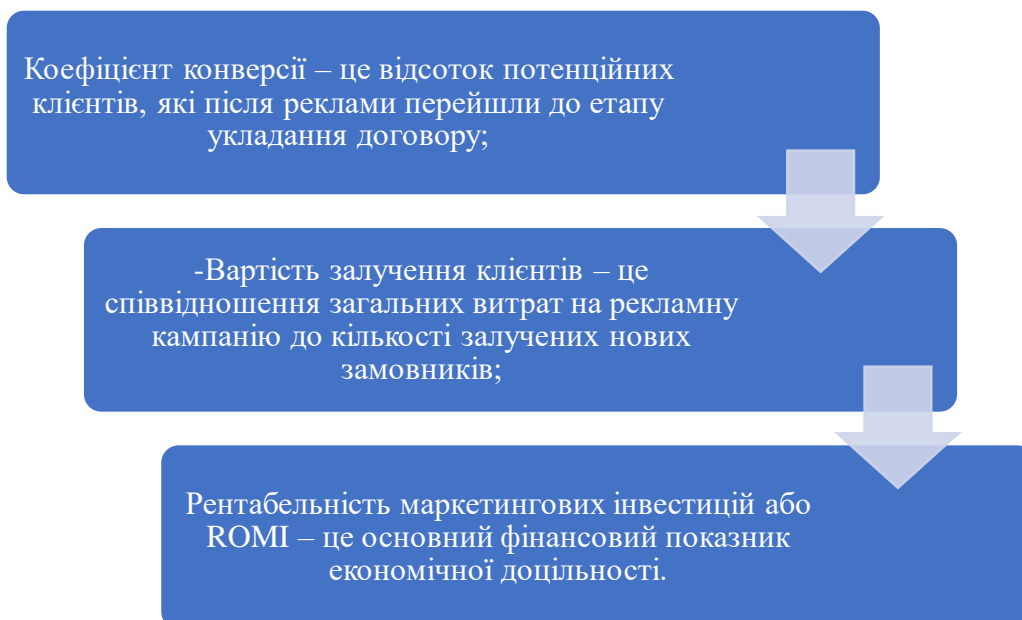 Коефіцієнт конверсії – це відсоток потенційних
клієнтів, які після реклами перейшли до етапу
укладання договору;
-Вартість залучення клієнтів – це
співвідношення загальних витрат на рекламну
кампанію до кількості залучених нових
замовників;
Рентабельність маркетингових інвестицій або
ROMI – це основний фінансовий показник
економічної доцільності.